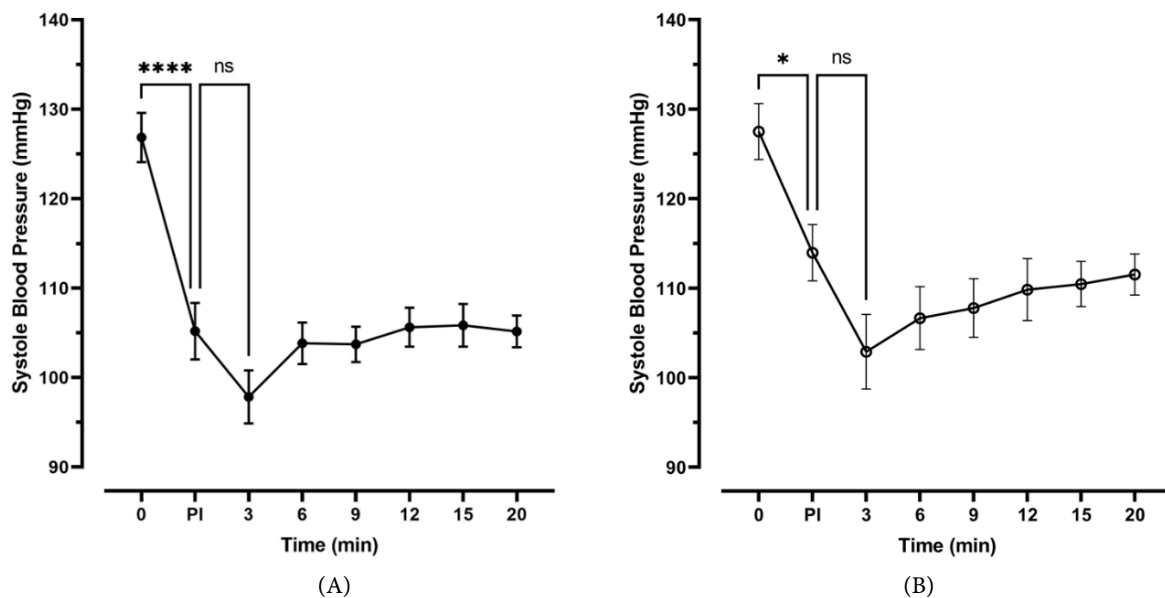 140
130
120
110
100
90
Systole Blood Pressure (mmHg)
**** ns
0 PI 3 6 9 12 15 20
Time (min)
(A)
140
130
120
110
100
90
Systole Blood Pressure (mmHg)
* ns
0 PI 3 6 9 12 15 20
Time (min)
(B)